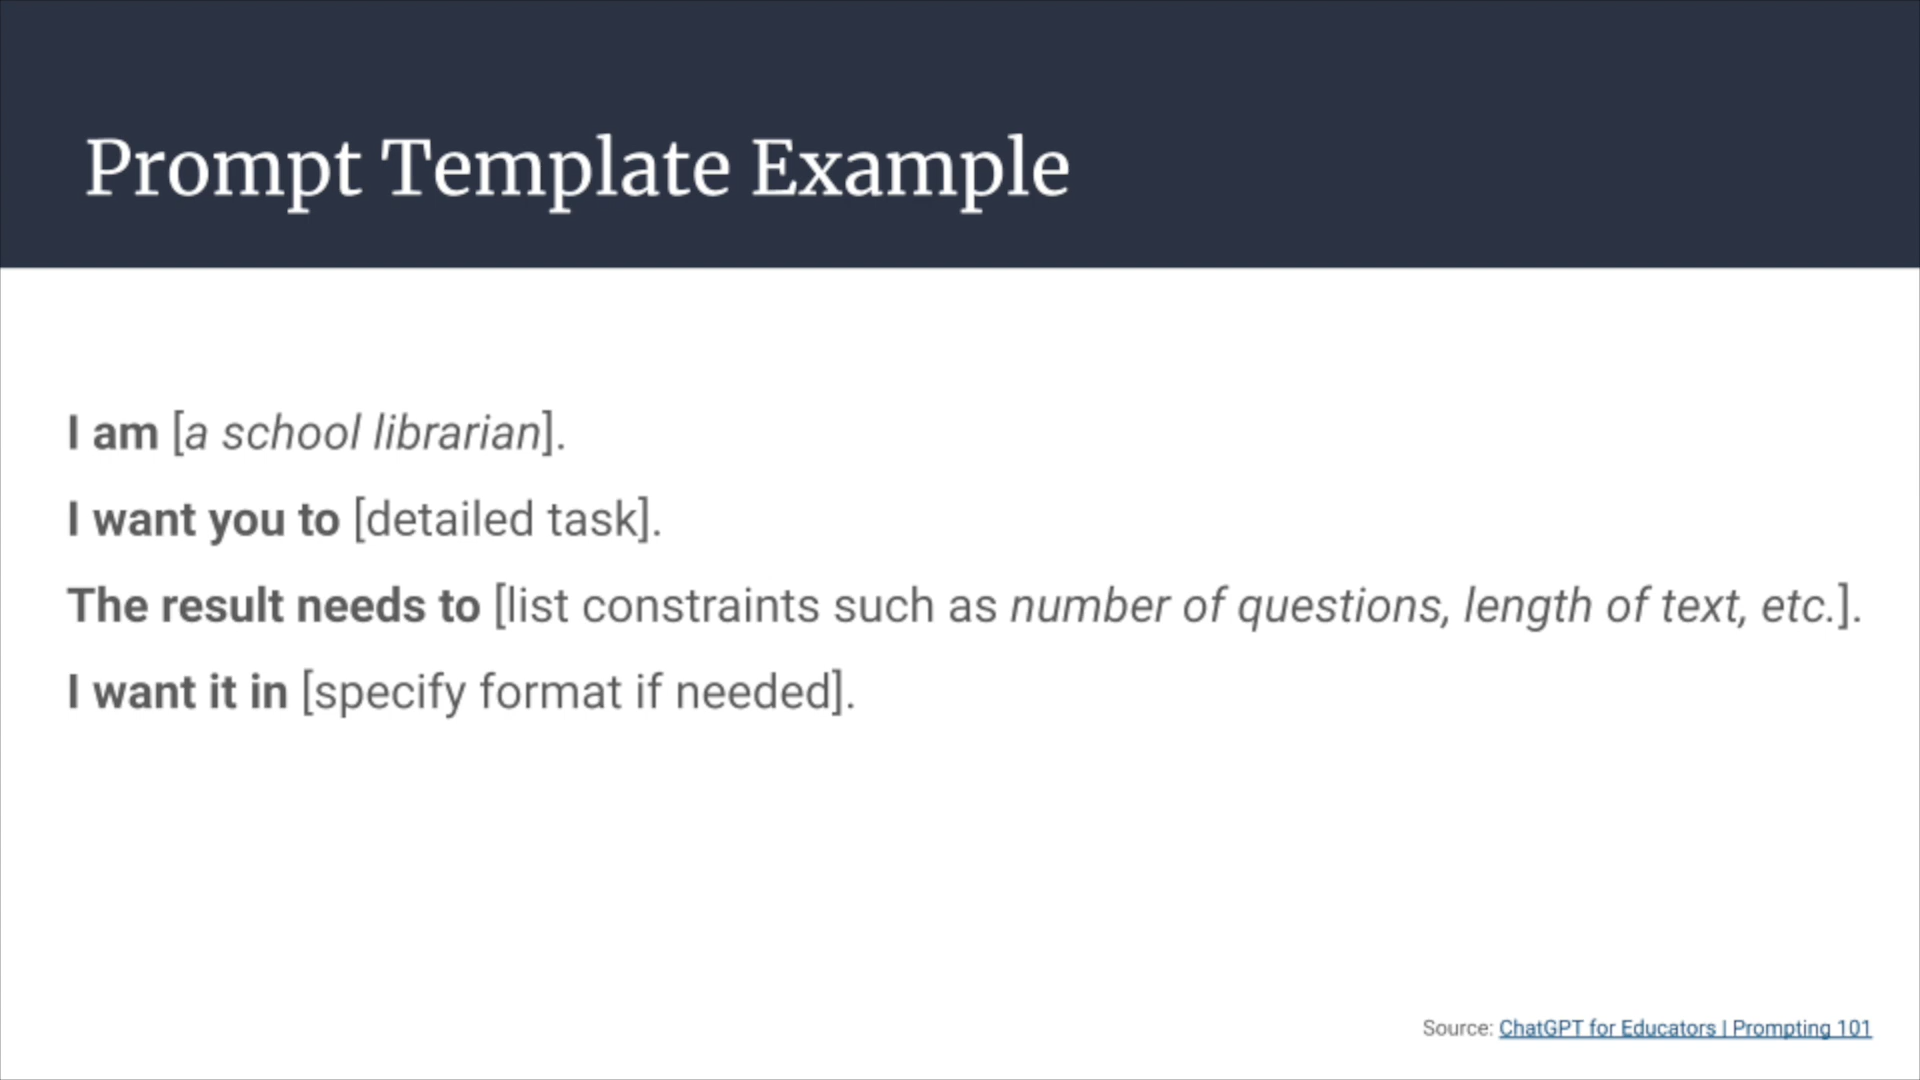 Prompt Template Example
I am [a school librarian].
I want you to [detailed task].
The result needs to [list constraints such as number of questions, length of text, etc.].
I want it in [specify format if needed].
Source: ChatGPT for Educators | Prompting 101